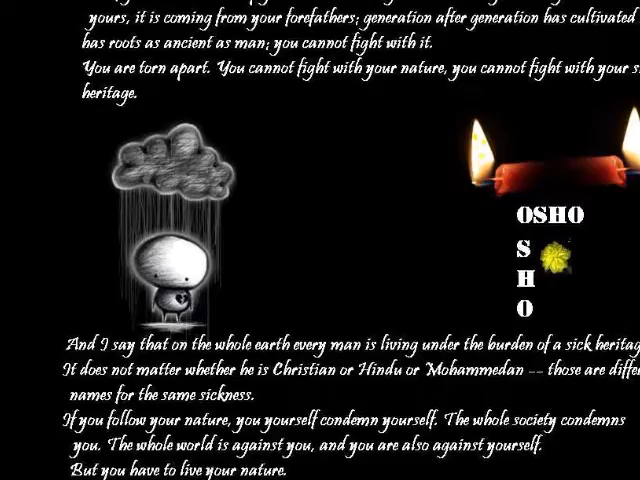 yours, it is coming from your forefathers; generation after generation has cultivated
has roots as ancient as man; you cannot fight with it.
You are torn apart. You cannot fight with your nature, you cannot fight with your
heritage.
OSHO
S
H
O
And I say that on the whole earth every man is living under the burden of a sick
It does not matter whether he is Christian or Hindu or Mohammedan -- those are
names for the same sickness.
If you follow your nature, you yourself condemn yourself. The whole society condemns
you. The whole world is against you, and you are also against yourself.
But you have to live your nature.